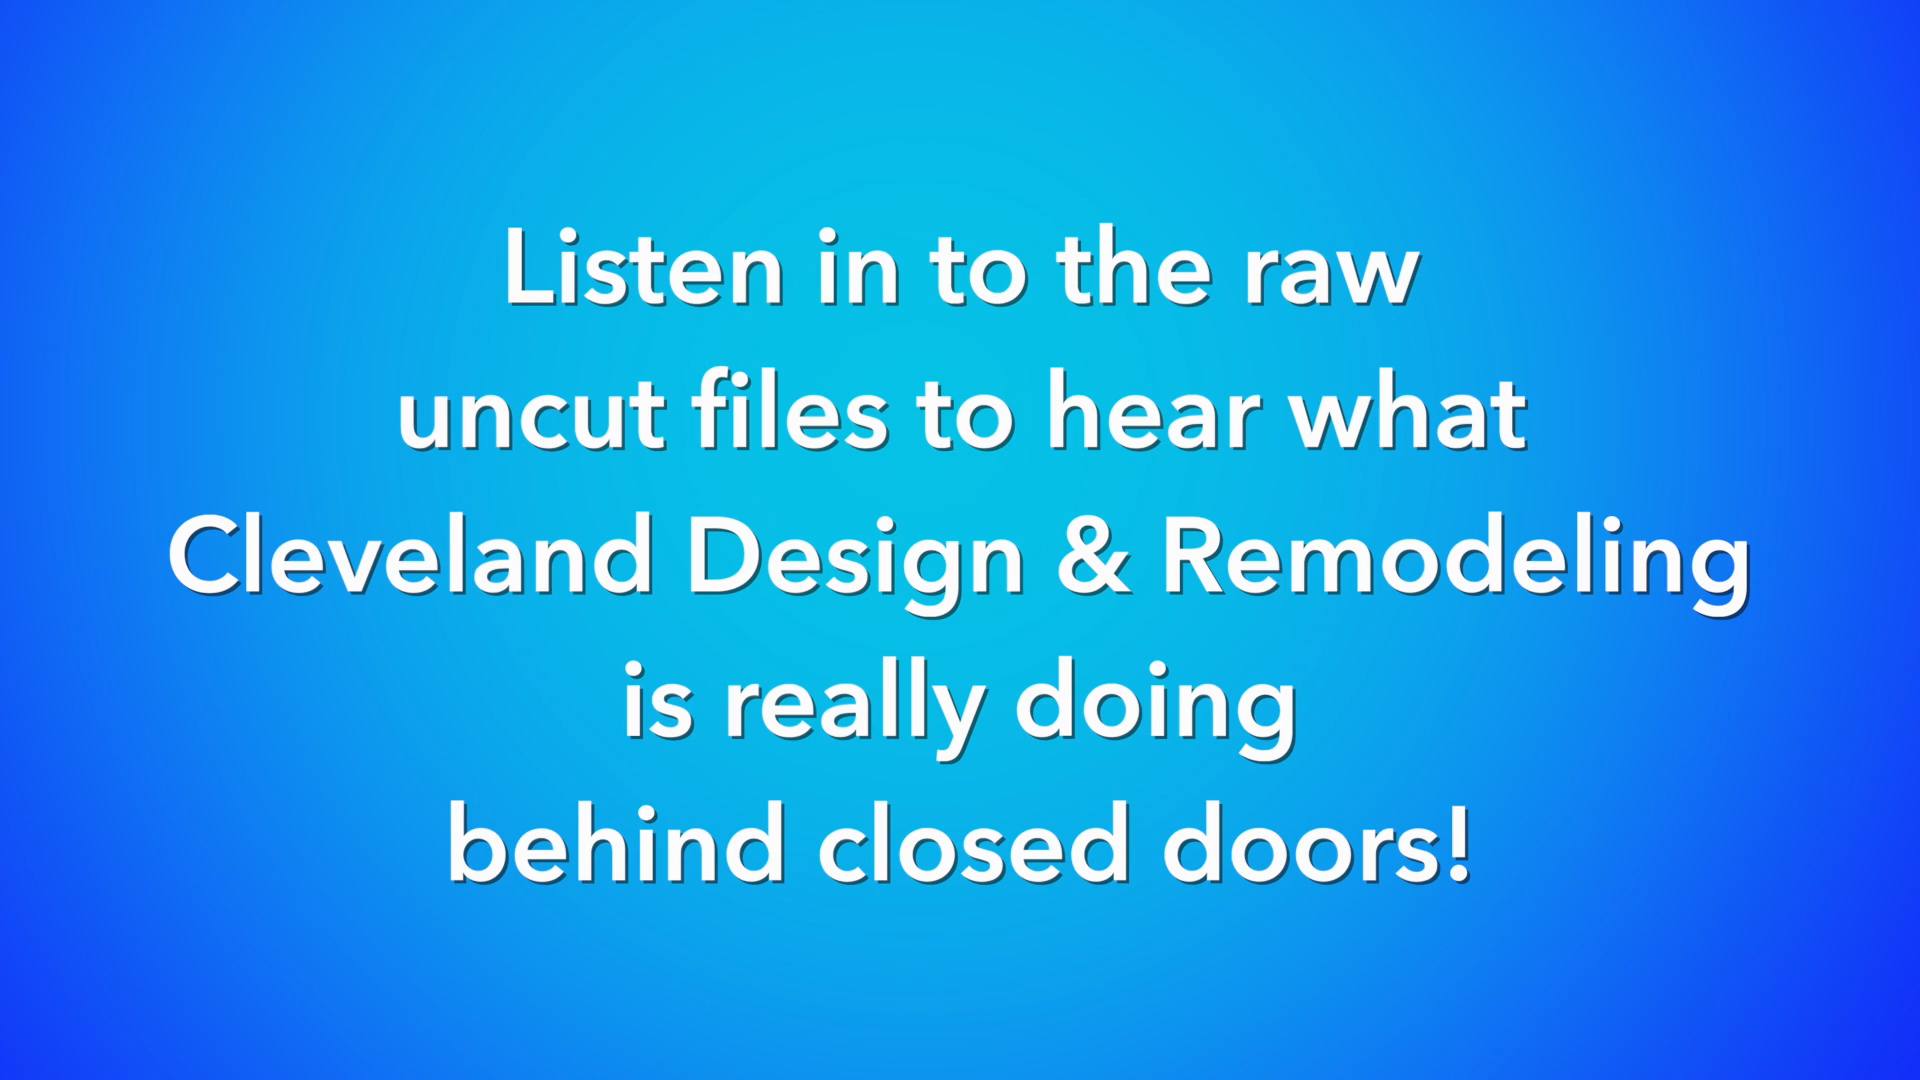 Listen in to the raw
uncut files to hear what
Cleveland Design & Remodeling
is really doing
behind closed doors!